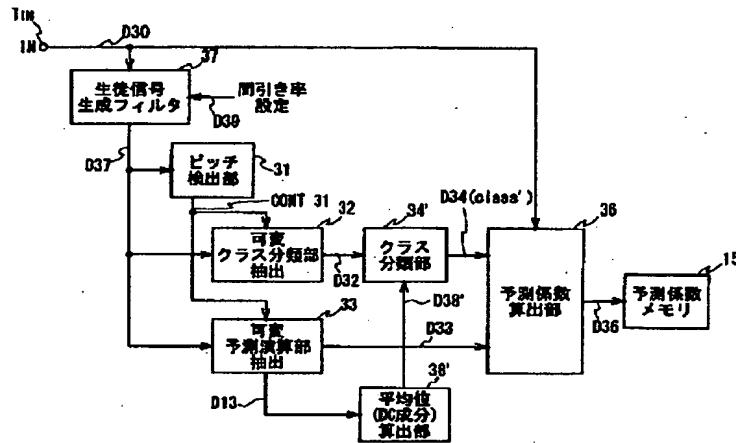 TIN
IN
D30
37
生徒信号
生成フィルタ
間引き率
設定
D39
D37
ピッチ
検出部
31
CONT 31
32
可変
クラス分類部
抽出
D32
34'
クラス
分類部
D34(class')
36
予測係数
算出部
15
予測係数
メモリ
D36
D38'
33
可変
予測演算部
抽出
D33
D13
38'
平均値
(DC成分)
算出部